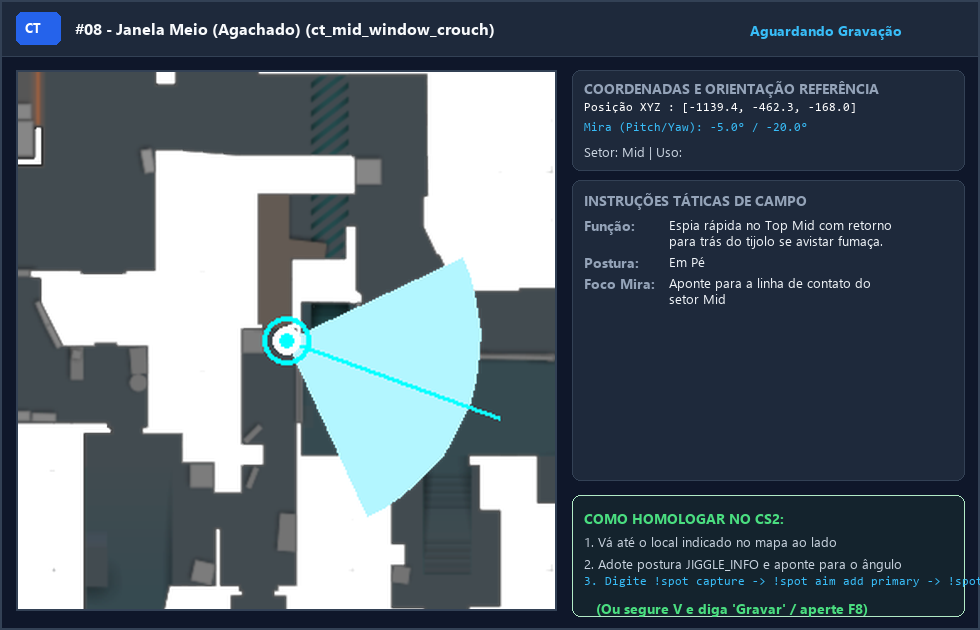 CT
#08 - Janela Meio (Agachado) (ct_mid_window_crouch)
Aguardando Gravação
COORDENADAS E ORIENTAÇÃO REFERÊNCIA
Posição XYZ : [-1139.4, -462.3, -168.0]
Mira (Pitch/Yaw): -5.0º / -20.0º
Setor: Mid | Uso:
INSTRUÇÕES TÁTICAS DE CAMPO
Função: Espia rápida no Top Mid com retorno
para trás do tijolo se avistar fumaça.
Postura: Em Pé
Foco Mira: Aponte para a linha de contato do
setor Mid
COMO HOMOLOGAR NO CS2:
1. Vá até o local indicado no mapa ao lado
2. Adote postura JIGGLE_INFO e aponte para o ângulo
3. Digite !spot capture -> !spot aim add primary -> !spot
(Ou segure V e diga 'Gravar' / aperte F8)